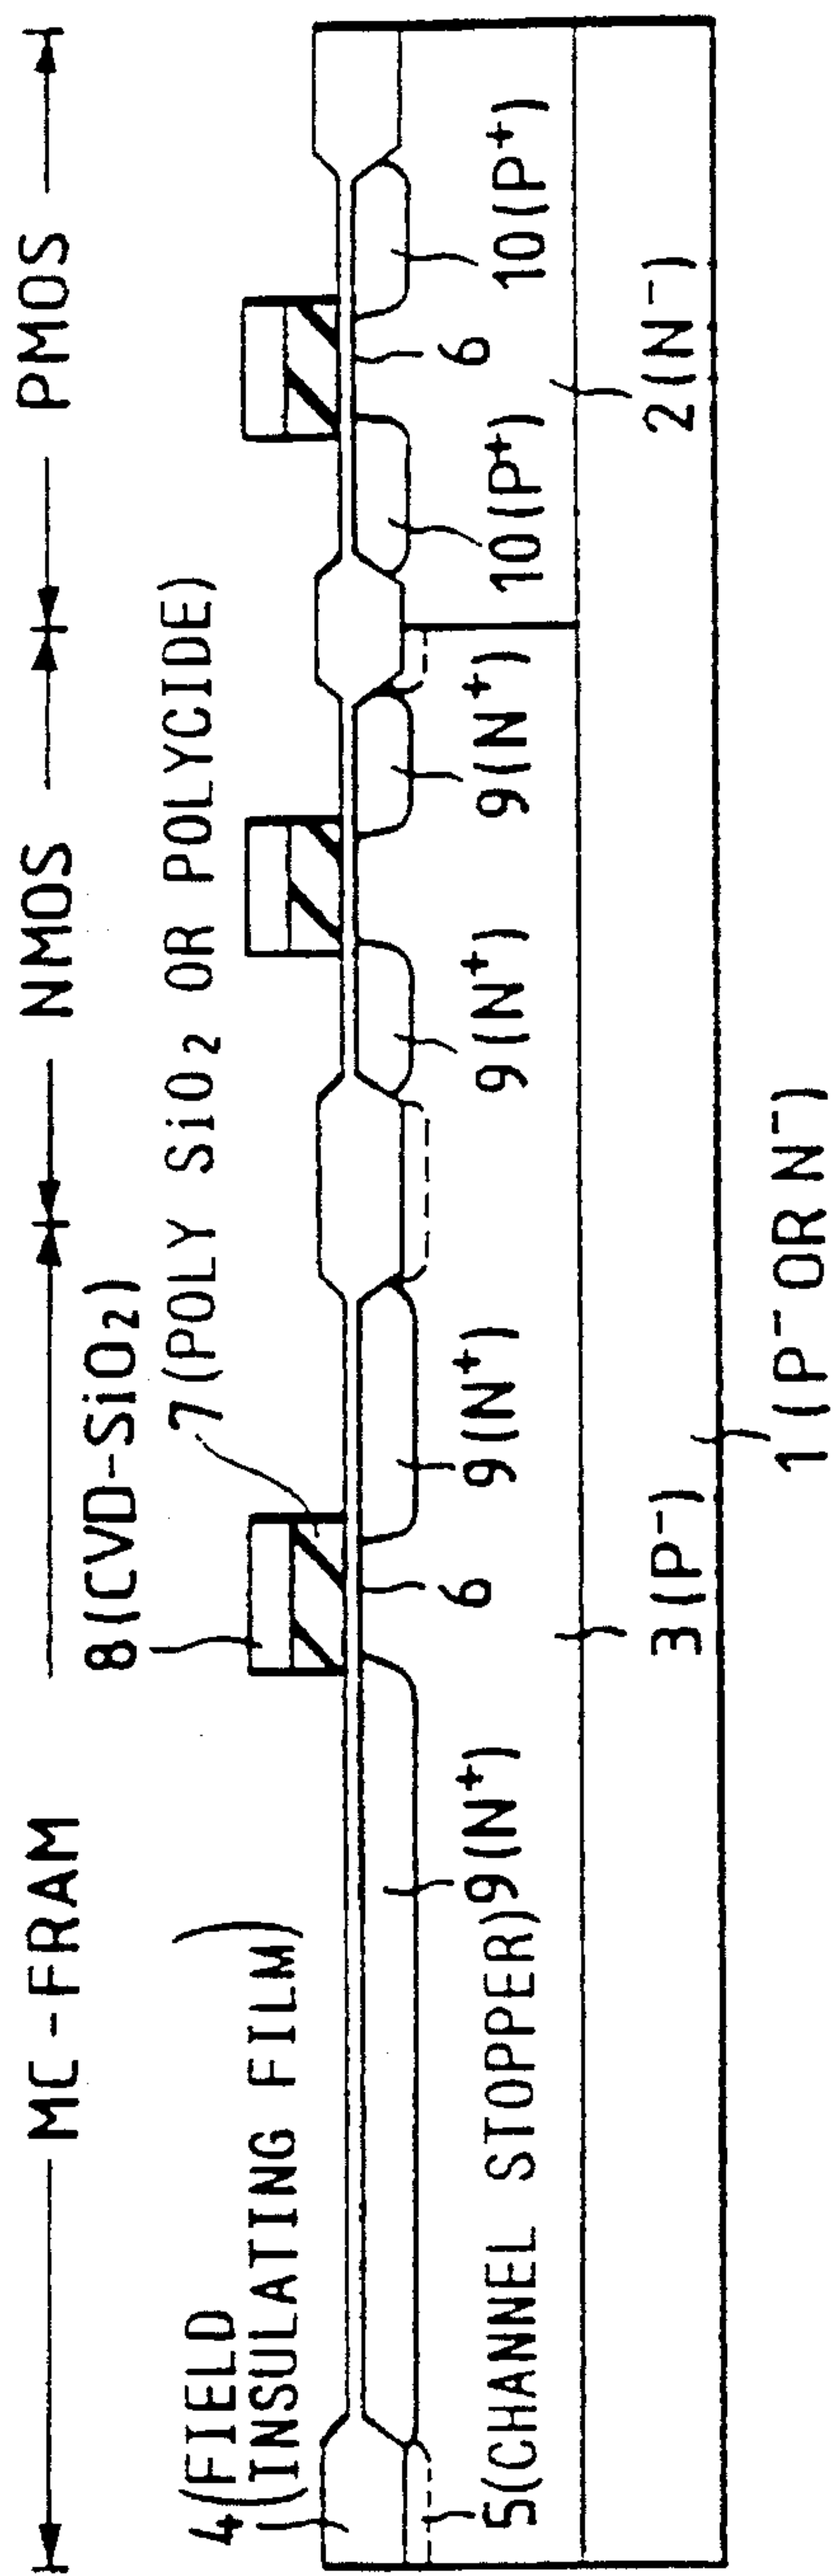 MC-FRAM
NMOS
PMOS
8(CVD-SiO2)
7(POLY SiO2 OR POLYCIDE)
4(FIELD
INSULATING FILM)
5(CHANNEL STOPPER)
9(N+)
6
9(N+)
9(N+)
9(N+)
10(P+)
6
10(P+)
3(P-)
2(N-)
1(P- OR N-)